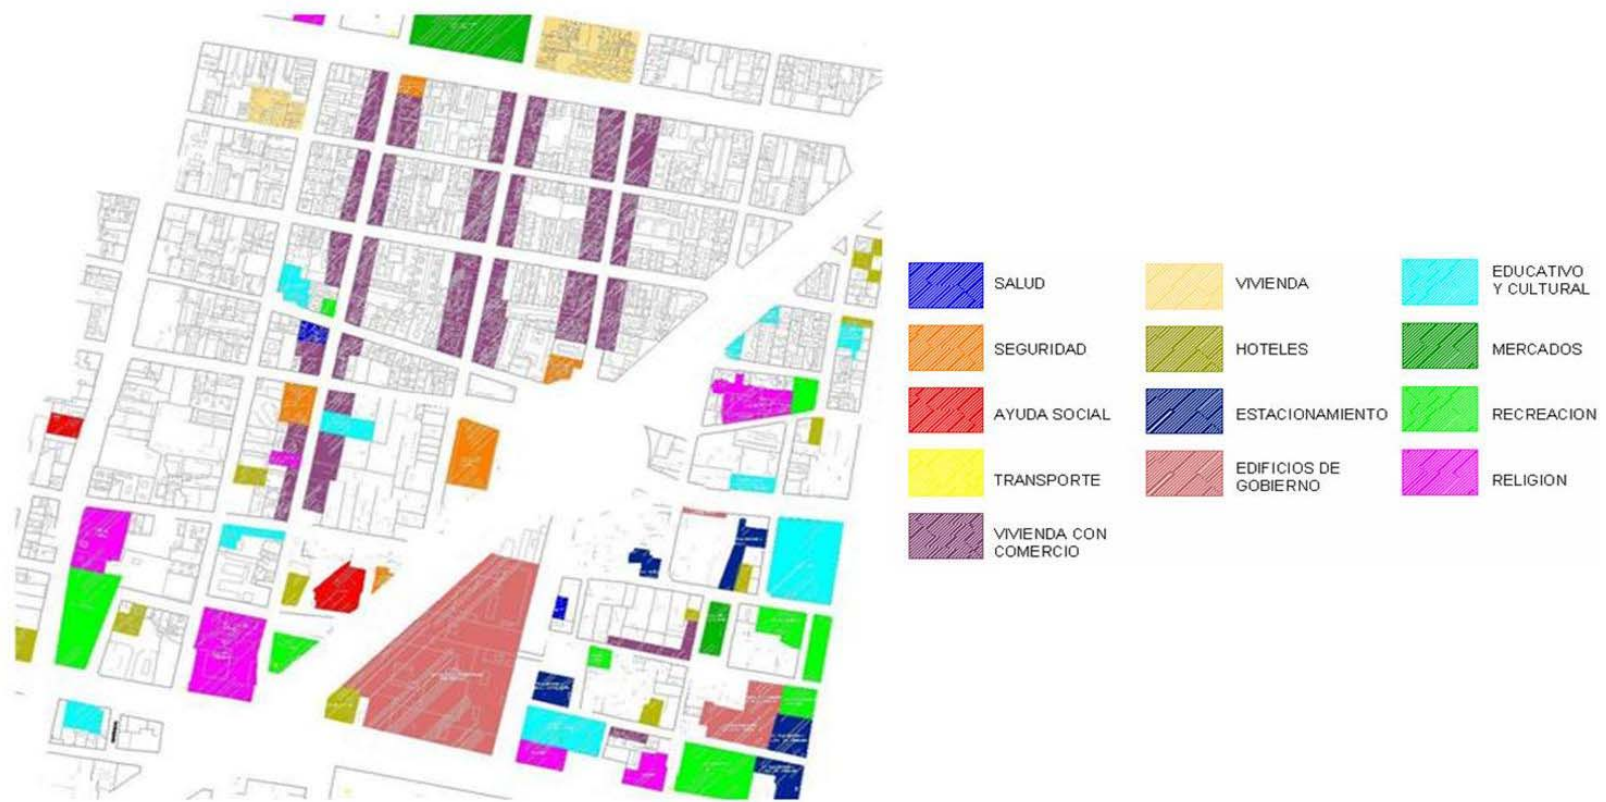 SALUD
VIVIENDA
EDUCATIVO
Y CULTURAL
SEGURIDAD
HOTELES
MERCADOS
AYUDA SOCIAL
ESTACIONAMIENTO
RECREACION
TRANSPORTE
EDIFICIOS DE
GOBIERNO
RELIGION
VIVIENDA CON
COMERCIO